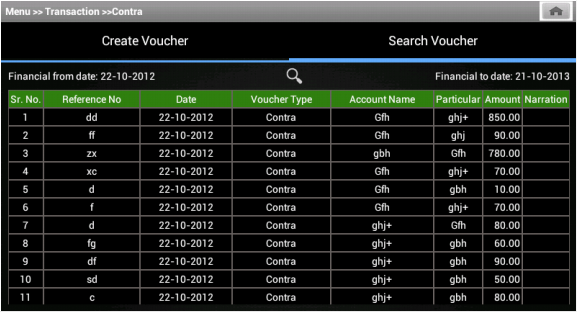 Menu >> Transaction >>Contra
Create Voucher Search Voucher
Financial from date: 22-10-2012 Financial to date: 21-10-2013
Sr. No. Reference No Date Voucher Type Account Name Particular Amount Narration
1 dd 22-10-2012 Contra Gfh ghj+ 850.00
2 ff 22-10-2012 Contra Gfh ghj 90.00
3 zx 22-10-2012 Contra gbh Gfh 780.00
4 xc 22-10-2012 Contra Gfh ghj+ 70.00
5 d 22-10-2012 Contra Gfh gbh 10.00
6 f 22-10-2012 Contra Gfh ghj+ 70.00
7 d 22-10-2012 Contra ghj+ Gfh 80.00
8 fg 22-10-2012 Contra ghj+ gbh 60.00
9 df 22-10-2012 Contra ghj+ gbh 90.00
10 sd 22-10-2012 Contra ghj+ gbh 50.00
11 c 22-10-2012 Contra ghj+ gbh 80.00